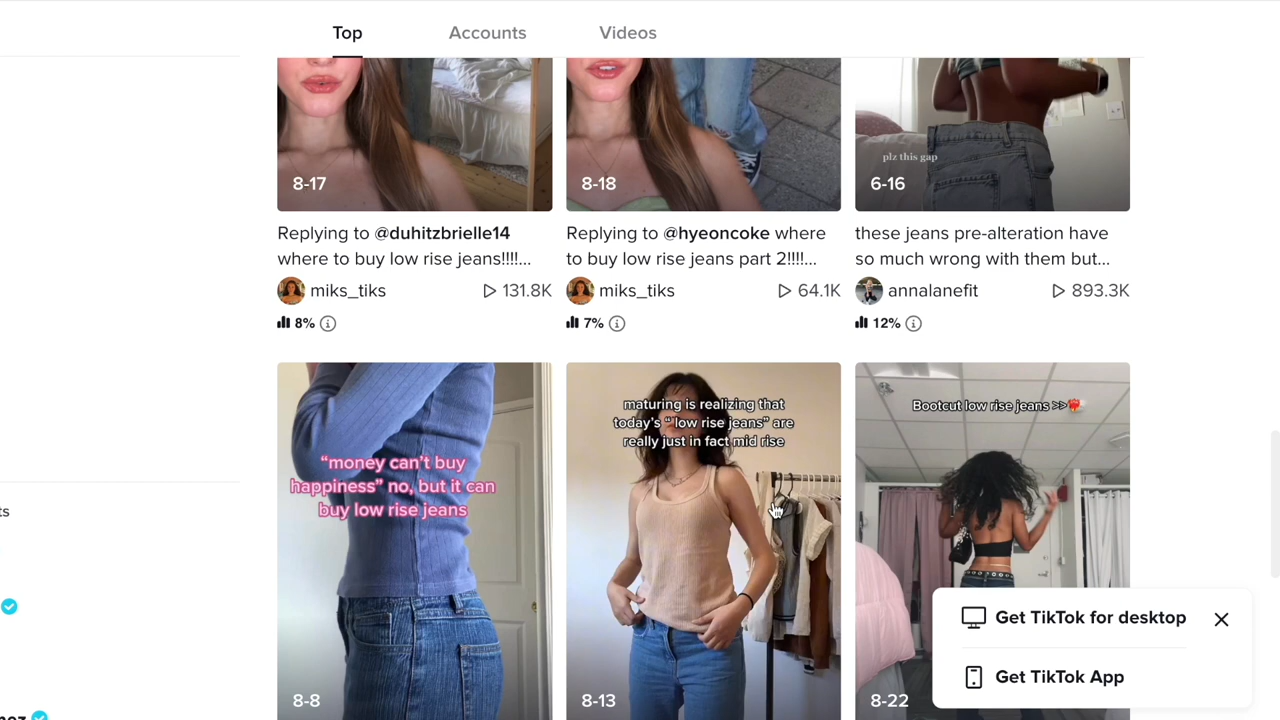 Top Accounts Videos
plz this gap
8-17 8-18 6-16
Replying to @duhitzbrielle14
where to buy low rise jeans!!!!...
miks_tiks 131.8K
8%
Replying to @hyeoncoke where
to buy low rise jeans part 2!!!!...
miks_tiks 64.1K
7%
these jeans pre-alteration have
so much wrong with them but...
annalanefit 893.3K
12%
“money can’t buy
happiness” no, but it can
buy low rise jeans
8-8
maturing is realizing that
today’s “ low rise jeans” are
really just in fact mid rise
8-13
Bootcut low rise jeans >>
8-22
ts
Get TikTok for desktop
Get TikTok App